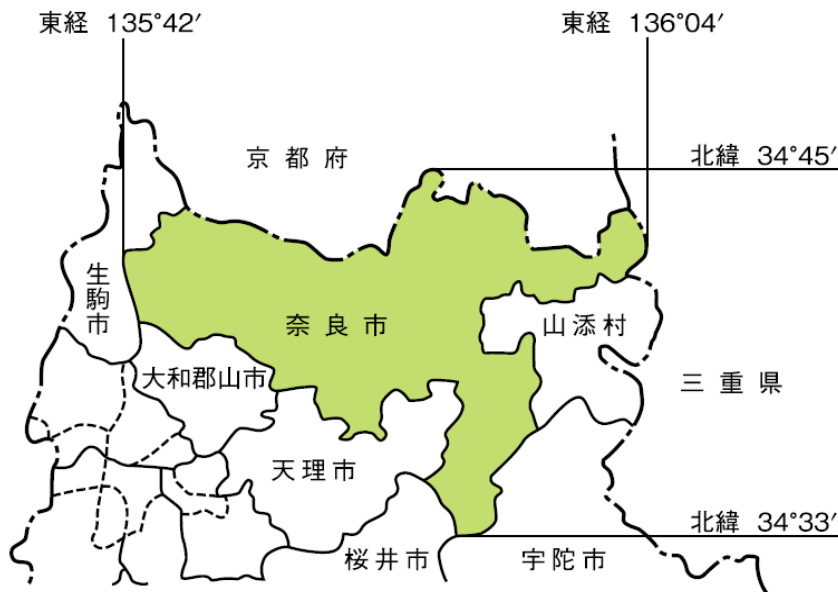 東経 135°42′
東経 136°04′
京都府
北緯 34°45′
生駒市
奈良市
山添村
大和郡山市
三重県
天理市
北緯 34°33′
桜井市
宇陀市